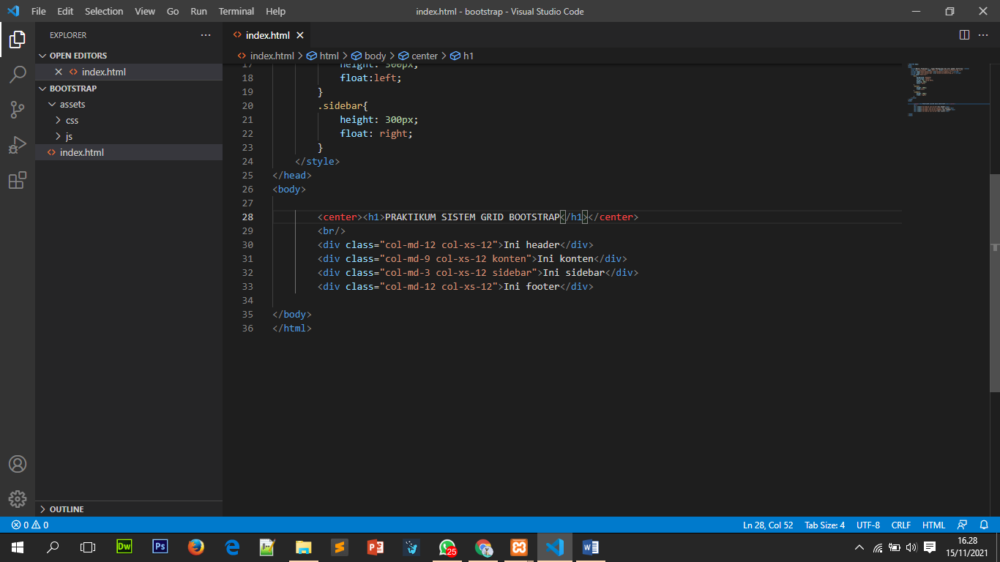 File Edit Selection View Go Run Terminal Help
index.html - bootstrap - Visual Studio Code
EXPLORER
OPEN EDITORS
index.html
BOOTSTRAP
assets
css
js
index.html
OUTLINE
index.html
index.html > html > body > center > h1
17 height: 300px;
18 float:left;
19 }
20 .sidebar{
21 height: 300px;
22 float: right;
23 }
24 </style>
25 </head>
26 <body>
27
28 <center><h1>PRAKTIKUM SISTEM GRID BOOTSTRAP</h1></center>
29 <br/>
30 <div class="col-md-12 col-xs-12">Ini header</div>
31 <div class="col-md-9 col-xs-12 konten">Ini konten</div>
32 <div class="col-md-3 col-xs-12 sidebar">Ini sidebar</div>
33 <div class="col-md-12 col-xs-12">Ini footer</div>
34
35 </body>
36 </html>
0 0 Ln 28, Col 52 Tab Size: 4 UTF-8 CRLF HTML
Dw Ps 25
16.28
15/11/2021